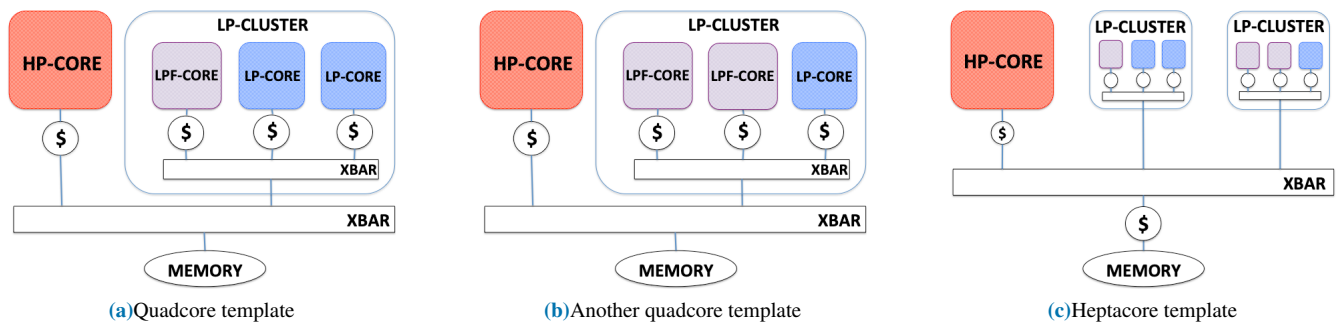 HP-CORE
LP-CLUSTER
LPF-CORE
LP-CORE
LP-CORE
$
$
$
$
XBAR
XBAR
MEMORY
(a)Quadcore template
HP-CORE
LP-CLUSTER
LPF-CORE
LPF-CORE
LP-CORE
$
$
$
$
XBAR
XBAR
MEMORY
(b)Another quadcore template
HP-CORE
LP-CLUSTER
LP-CLUSTER
$
XBAR
$
MEMORY
(c)Heptacore template